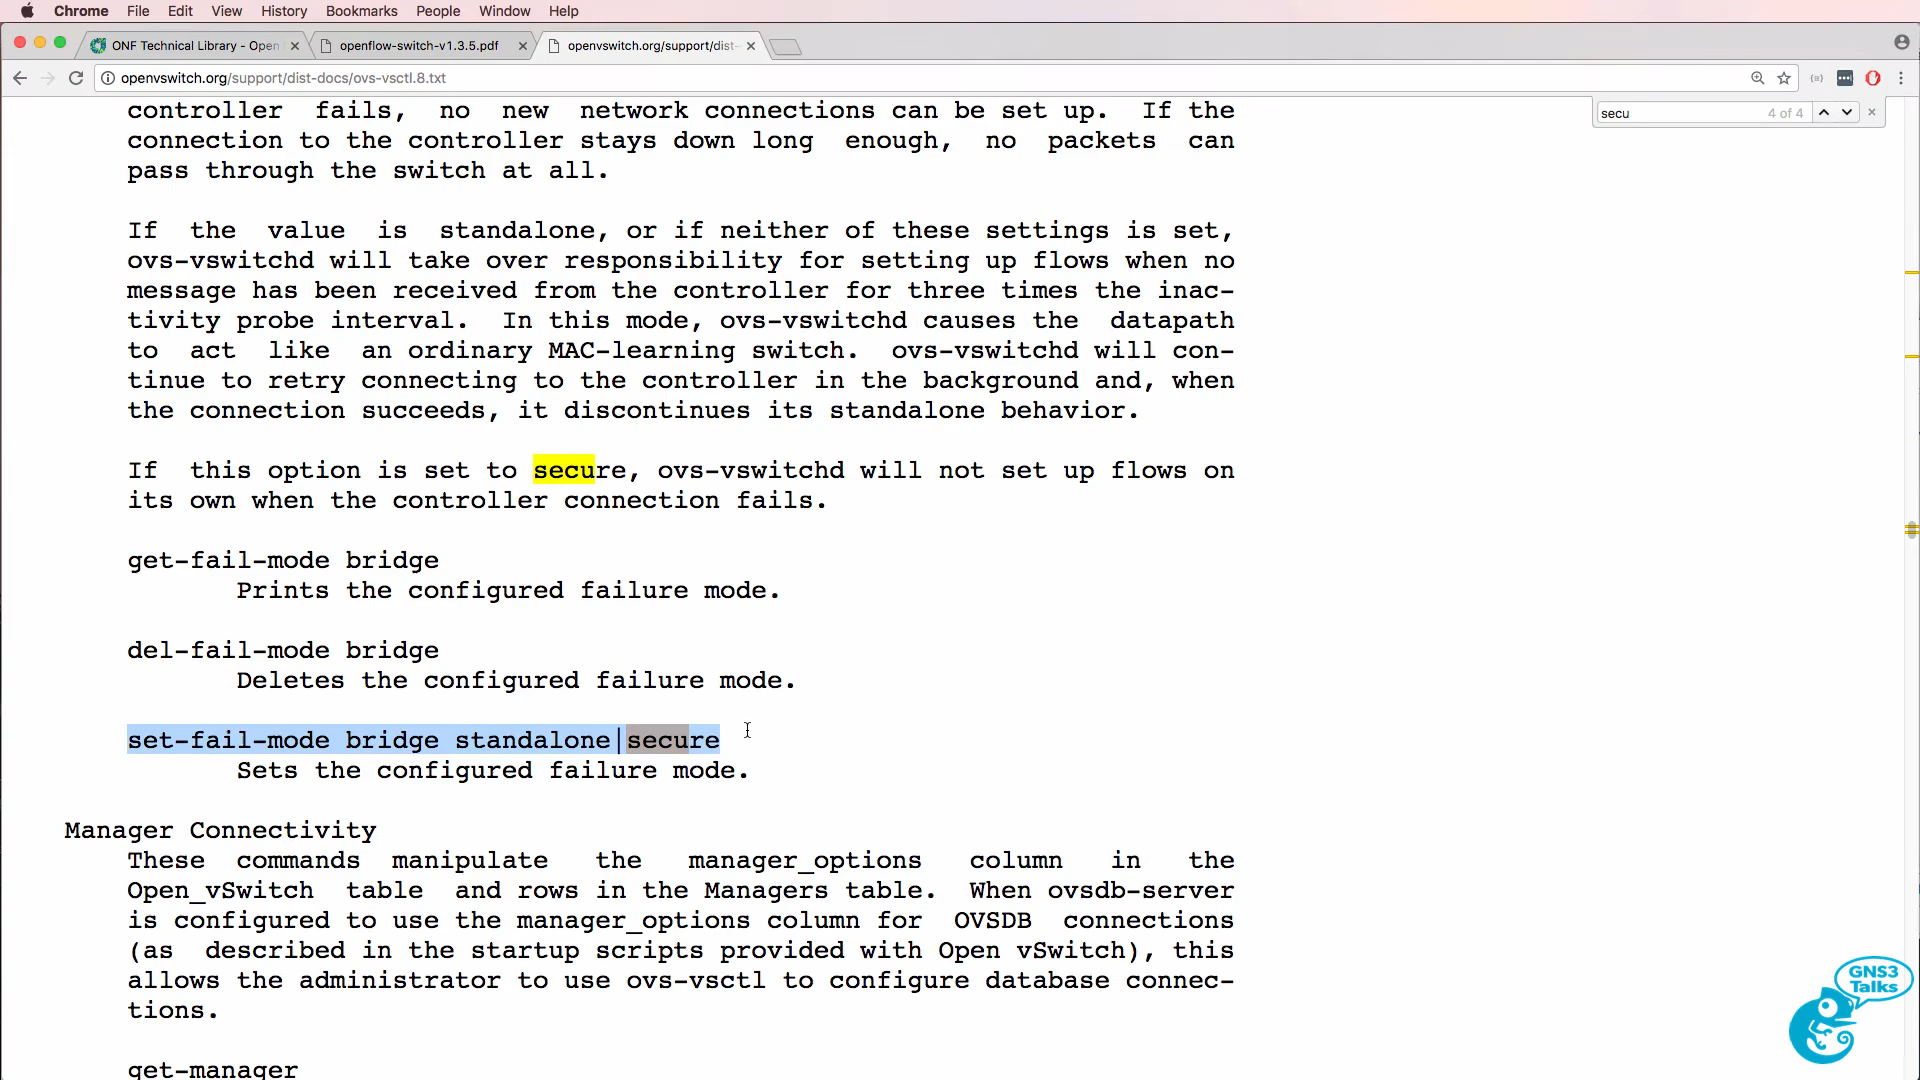 Chrome File Edit View History Bookmarks People Window Help
ONF Technical Library - Open
openflow-switch-v1.3.5.pdf
openvswitch.org/support/dist-
openvswitch.org/support/dist-docs/ovs-vsctl.8.txt
secu 4 of 4
controller fails, no new network connections can be set up. If the
connection to the controller stays down long enough, no packets can
pass through the switch at all.
If the value is standalone, or if neither of these settings is set,
ovs-vswitchd will take over responsibility for setting up flows when no
message has been received from the controller for three times the inac-
tivity probe interval. In this mode, ovs-vswitchd causes the datapath
to act like an ordinary MAC-learning switch. ovs-vswitchd will con-
tinue to retry connecting to the controller in the background and, when
the connection succeeds, it discontinues its standalone behavior.
If this option is set to secure, ovs-vswitchd will not set up flows on
its own when the controller connection fails.
get-fail-mode bridge
Prints the configured failure mode.
del-fail-mode bridge
Deletes the configured failure mode.
set-fail-mode bridge standalone|secure
Sets the configured failure mode.
Manager Connectivity
These commands manipulate the manager_options column in the
Open_vSwitch table and rows in the Managers table. When ovsdb-server
is configured to use the manager_options column for OVSDB connections
(as described in the startup scripts provided with Open vSwitch), this
allows the administrator to use ovs-vsctl to configure database connec-
tions.
get-manager
GNS3
Talks